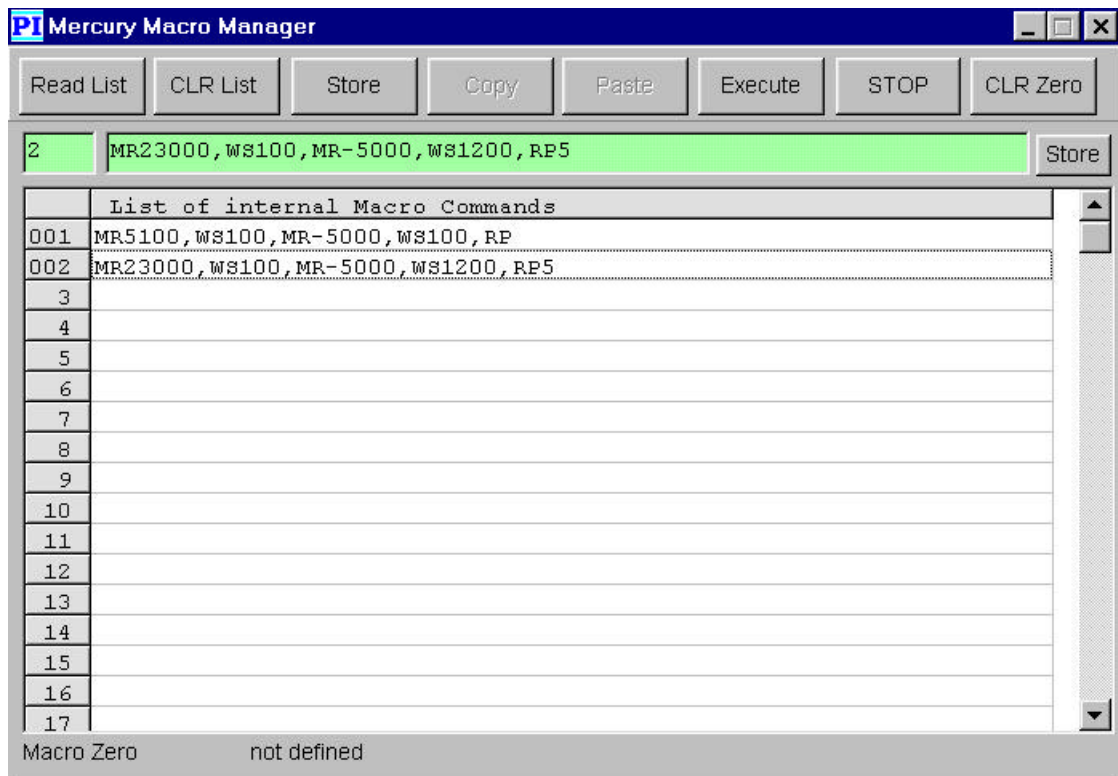 PI Mercury Macro Manager
Read List CLR List Store Copy Paste Execute STOP CLR Zero
2 MR23000,WS100,MR-5000,WS1200,RP5 Store
List of internal Macro Commands
001 MR5100,WS100,MR-5000,WS100,RP
002 MR23000,WS100,MR-5000,WS1200,RP5
3
4
5
6
7
8
9
10
11
12
13
14
15
16
17
Macro Zero not defined